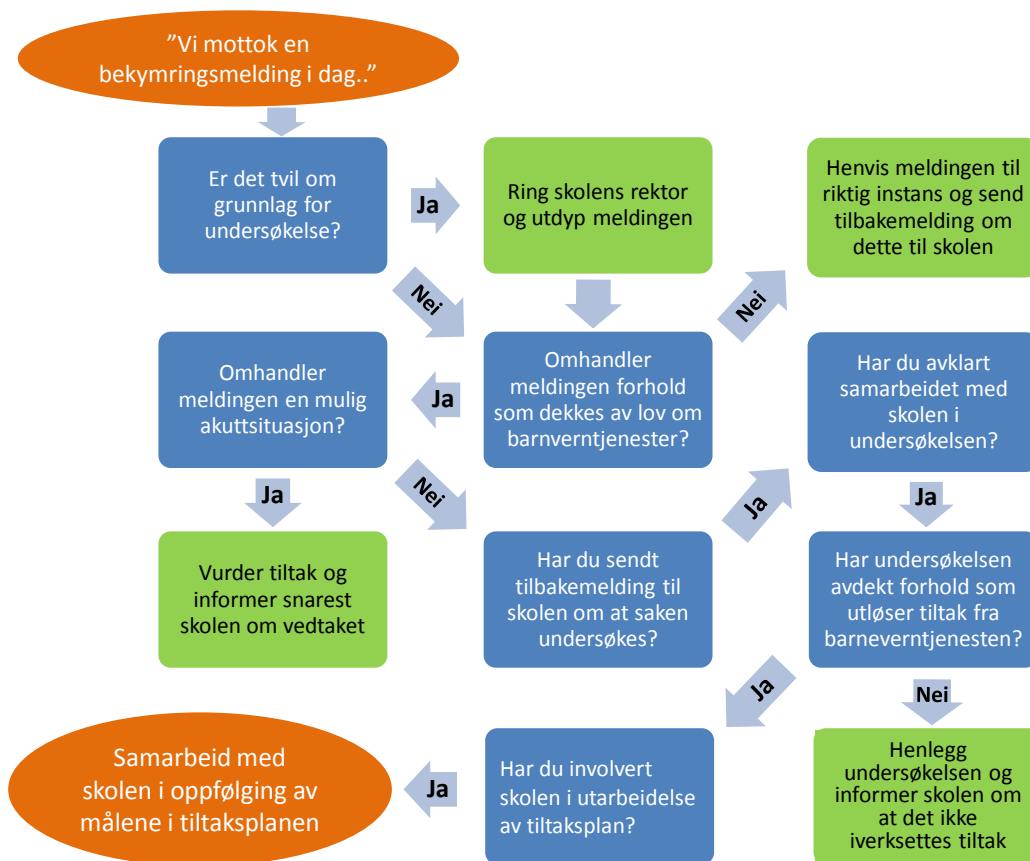 ”Vi mottok en
bekymringsmelding i dag..”
Er det tvil om
grunnlag for
undersøkelse?
Ja
Ring skolens rektor
og utdyp meldingen
Henvis meldingen til
riktig instans og send
tilbakemelding om
dette til skolen
Nei
Nei
Omhandler
meldingen en mulig
akuttsituasjon?
Ja
Omhandler
meldingen forhold
som dekkes av lov om
barnverntjenester?
Har du avklart
samarbeidet med
skolen i
undersøkelsen?
Ja
Nei
Ja
Ja
Vurder tiltak og
informer snarest
skolen om vedtaket
Har du sendt
tilbakemelding til
skolen om at saken
undersøkes?
Har undersøkelsen
avdekt forhold som
utløser tiltak fra
barneverntjenesten?
Ja
Nei
Samarbeid med
skolen i oppfølging av
målene i tiltaksplanen
Ja
Har du involvert
skolen i utarbeidelse
av tiltaksplan?
Henlegg
undersøkelsen og
informer skolen om
at det ikke
iverksettes tiltak